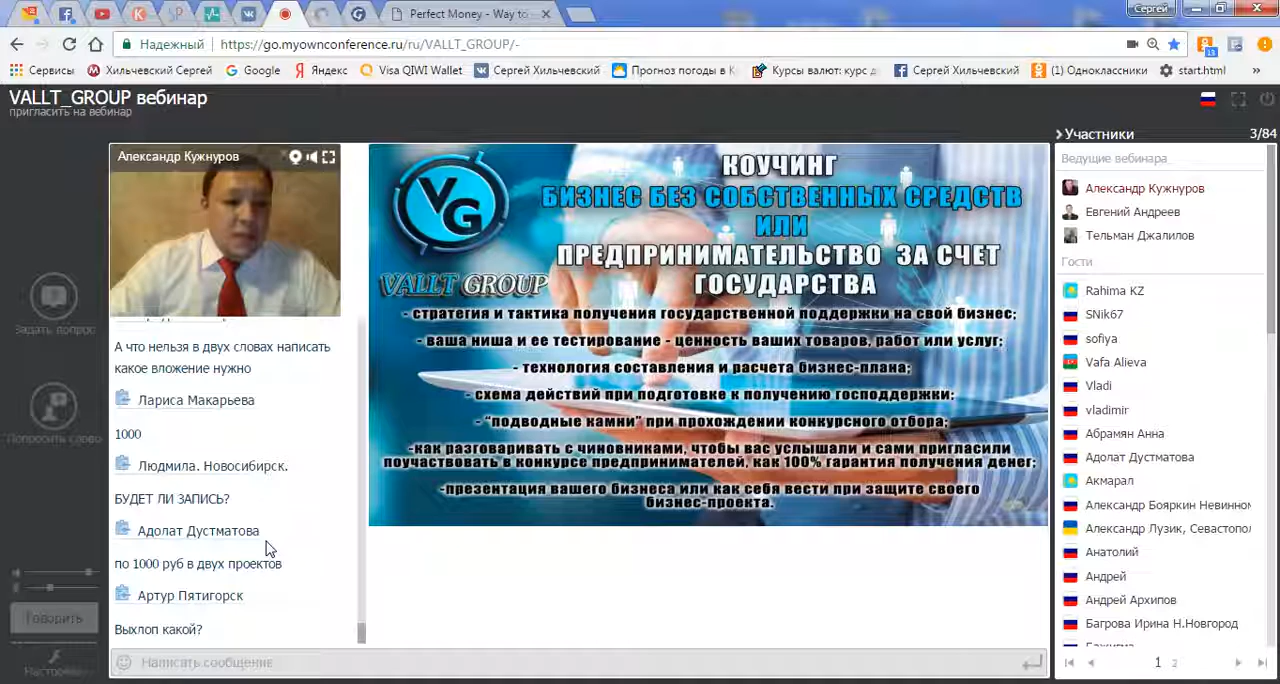 Perfect Money - Way to
Сергей
Надежный
https://go.myownconference.ru/ru/VALLT_GROUP/-
13
Сервисы
Хильчевский Сергей
Google
Яндекс
Visa QIWI Wallet
Сергей Хильчевский
Прогноз погоды в К
Курсы валют: курс д
Сергей Хильчевский
Одноклассники
start.html
»
VALLT_GROUP вебинар
пригласить на вебинар
Александр Кужнуров
А что нельзя в двух словах написать
какое вложение нужно
Лариса Макарьева
1000
Людмила. Новосибирск.
БУДЕТ ЛИ ЗАПИСЬ?
Адолат Дустматова
по 1000 руб в двух проектов
Артур Пятигорск
Выхлоп какой?
Написать сообщение
Задать вопрос
Попросить слово
Говорить
Настройки
VG
VALLT GROUP
КОУЧИНГ
БИЗНЕС БЕЗ СОБСТВЕННЫХ СРЕДСТВ
ИЛИ
ПРЕДПРИНИМАТЕЛЬСТВО ЗА СЧЕТ
ГОСУДАРСТВА
- стратегия и тактика получения государственной поддержки на свой бизнес;
- ваша ниша и ее тестирование - ценность ваших товаров, работ или услуг;
- технология составления и расчета бизнес-плана;
- схема действий при подготовке к получению господдержки;
- "подводные камни" при прохождении конкурсного отбора;
-как разговаривать с чиновниками, чтобы вас услышали и сами пригласили
поучаствовать в конкурсе предпринимателей, как 100% гарантия получения денег;
-презентация вашего бизнеса или как себя вести при защите своего
бизнес-проекта.
Участники
3/84
Ведущие вебинара
Александр Кужнуров
Евгений Андреев
Тельман Джалилов
Гости
Rahima KZ
SNik67
sofiya
Vafa Alieva
Vladi
vladimir
Абрамян Анна
Адолат Дустматова
Акмарал
Александр Бояркин Невинном
Александр Лузик, Севастопол
Анатолий
Андрей
Андрей Архипов
Багрова Ирина Н.Новгород
1 2